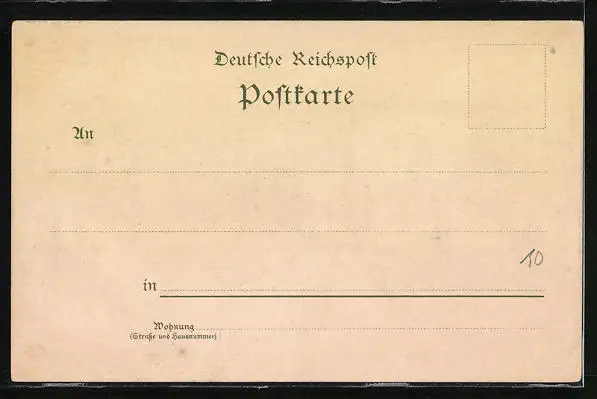 Deutsche Reichspost
Postkarte
An
10
in
Wohnung
(Straße und Hausnummer)